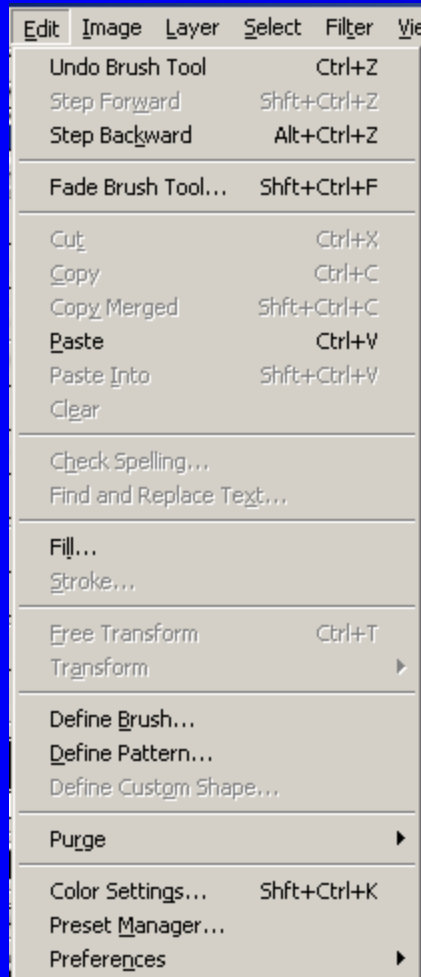 Edit Image Layer Select Filter Vie
Undo Brush Tool Ctrl+Z
Step Forward Shft+Ctrl+Z
Step Backward Alt+Ctrl+Z
Fade Brush Tool... Shft+Ctrl+F
Cut Ctrl+X
Copy Ctrl+C
Copy Merged Shft+Ctrl+C
Paste Ctrl+V
Paste Into Shft+Ctrl+V
Clear
Check Spelling...
Find and Replace Text...
Fill...
Stroke...
Free Transform Ctrl+T
Transform
Define Brush...
Define Pattern...
Define Custom Shape...
Purge
Color Settings... Shft+Ctrl+K
Preset Manager...
Preferences